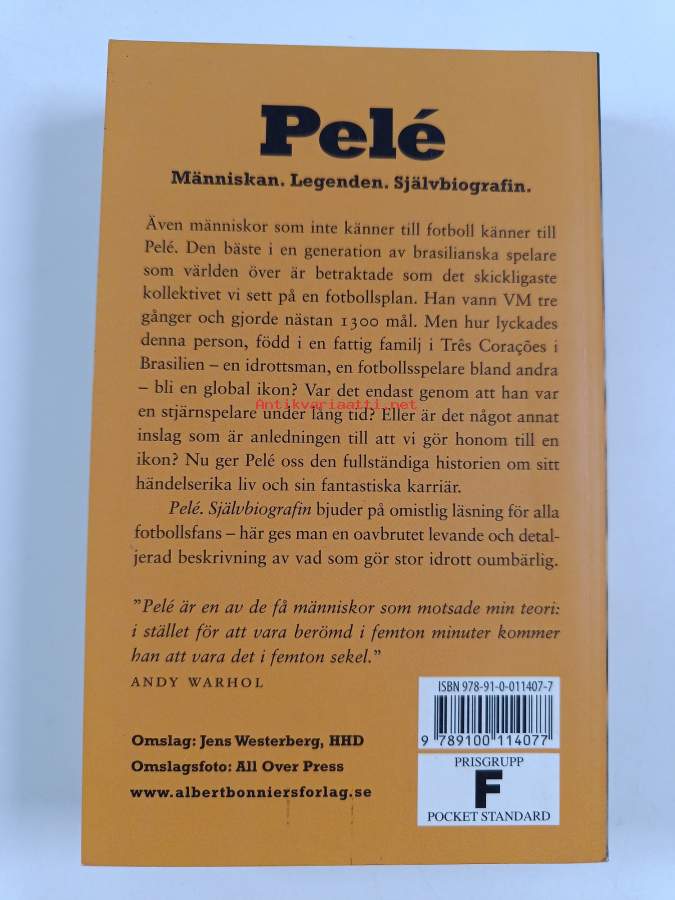 Pelé
Människan. Legenden. Självbiografin.
Även människor som inte känner till fotboll känner till
Pelé. Den bäste i en generation av brasilianska spelare
som världen över är betraktade som det skickligaste
kollektivet vi sett på en fotbollsplan. Han vann VM tre
gånger och gjorde nästan 1300 mål. Men hur lyckades
denna person, född i en fattig familj i Três Corações i
Brasilien – en idrottsman, en fotbollsspelare bland andra
– bli en global ikon? Var det endast genom att han var
Antikvariaatti.net
en stjärnspelare under lång tid? Eller är det något annat
inslag som är anledningen till att vi gör honom till en
ikon? Nu ger Pelé oss den fullständiga historien om sitt
händelserika liv och sin fantastiska karriär.
Pelé. Självbiografin bjuder på omistlig läsning för alla
fotbollsfans – här ges man en oavbrutet levande och detal-
jerad beskrivning av vad som gör stor idrott oumbärlig.
”Pelé är en av de få människor som motsade min teori:
i stället för att vara berömd i femton minuter kommer
han att vara det i femton sekel.”
ANDY WARHOL
Omslag: Jens Westerberg, HHD
Omslagsfoto: All Over Press
www.albertbonniersforlag.se
ISBN 978-91-0-011407-7
9 789100 114077
PRISGRUPP
F
POCKET STANDARD